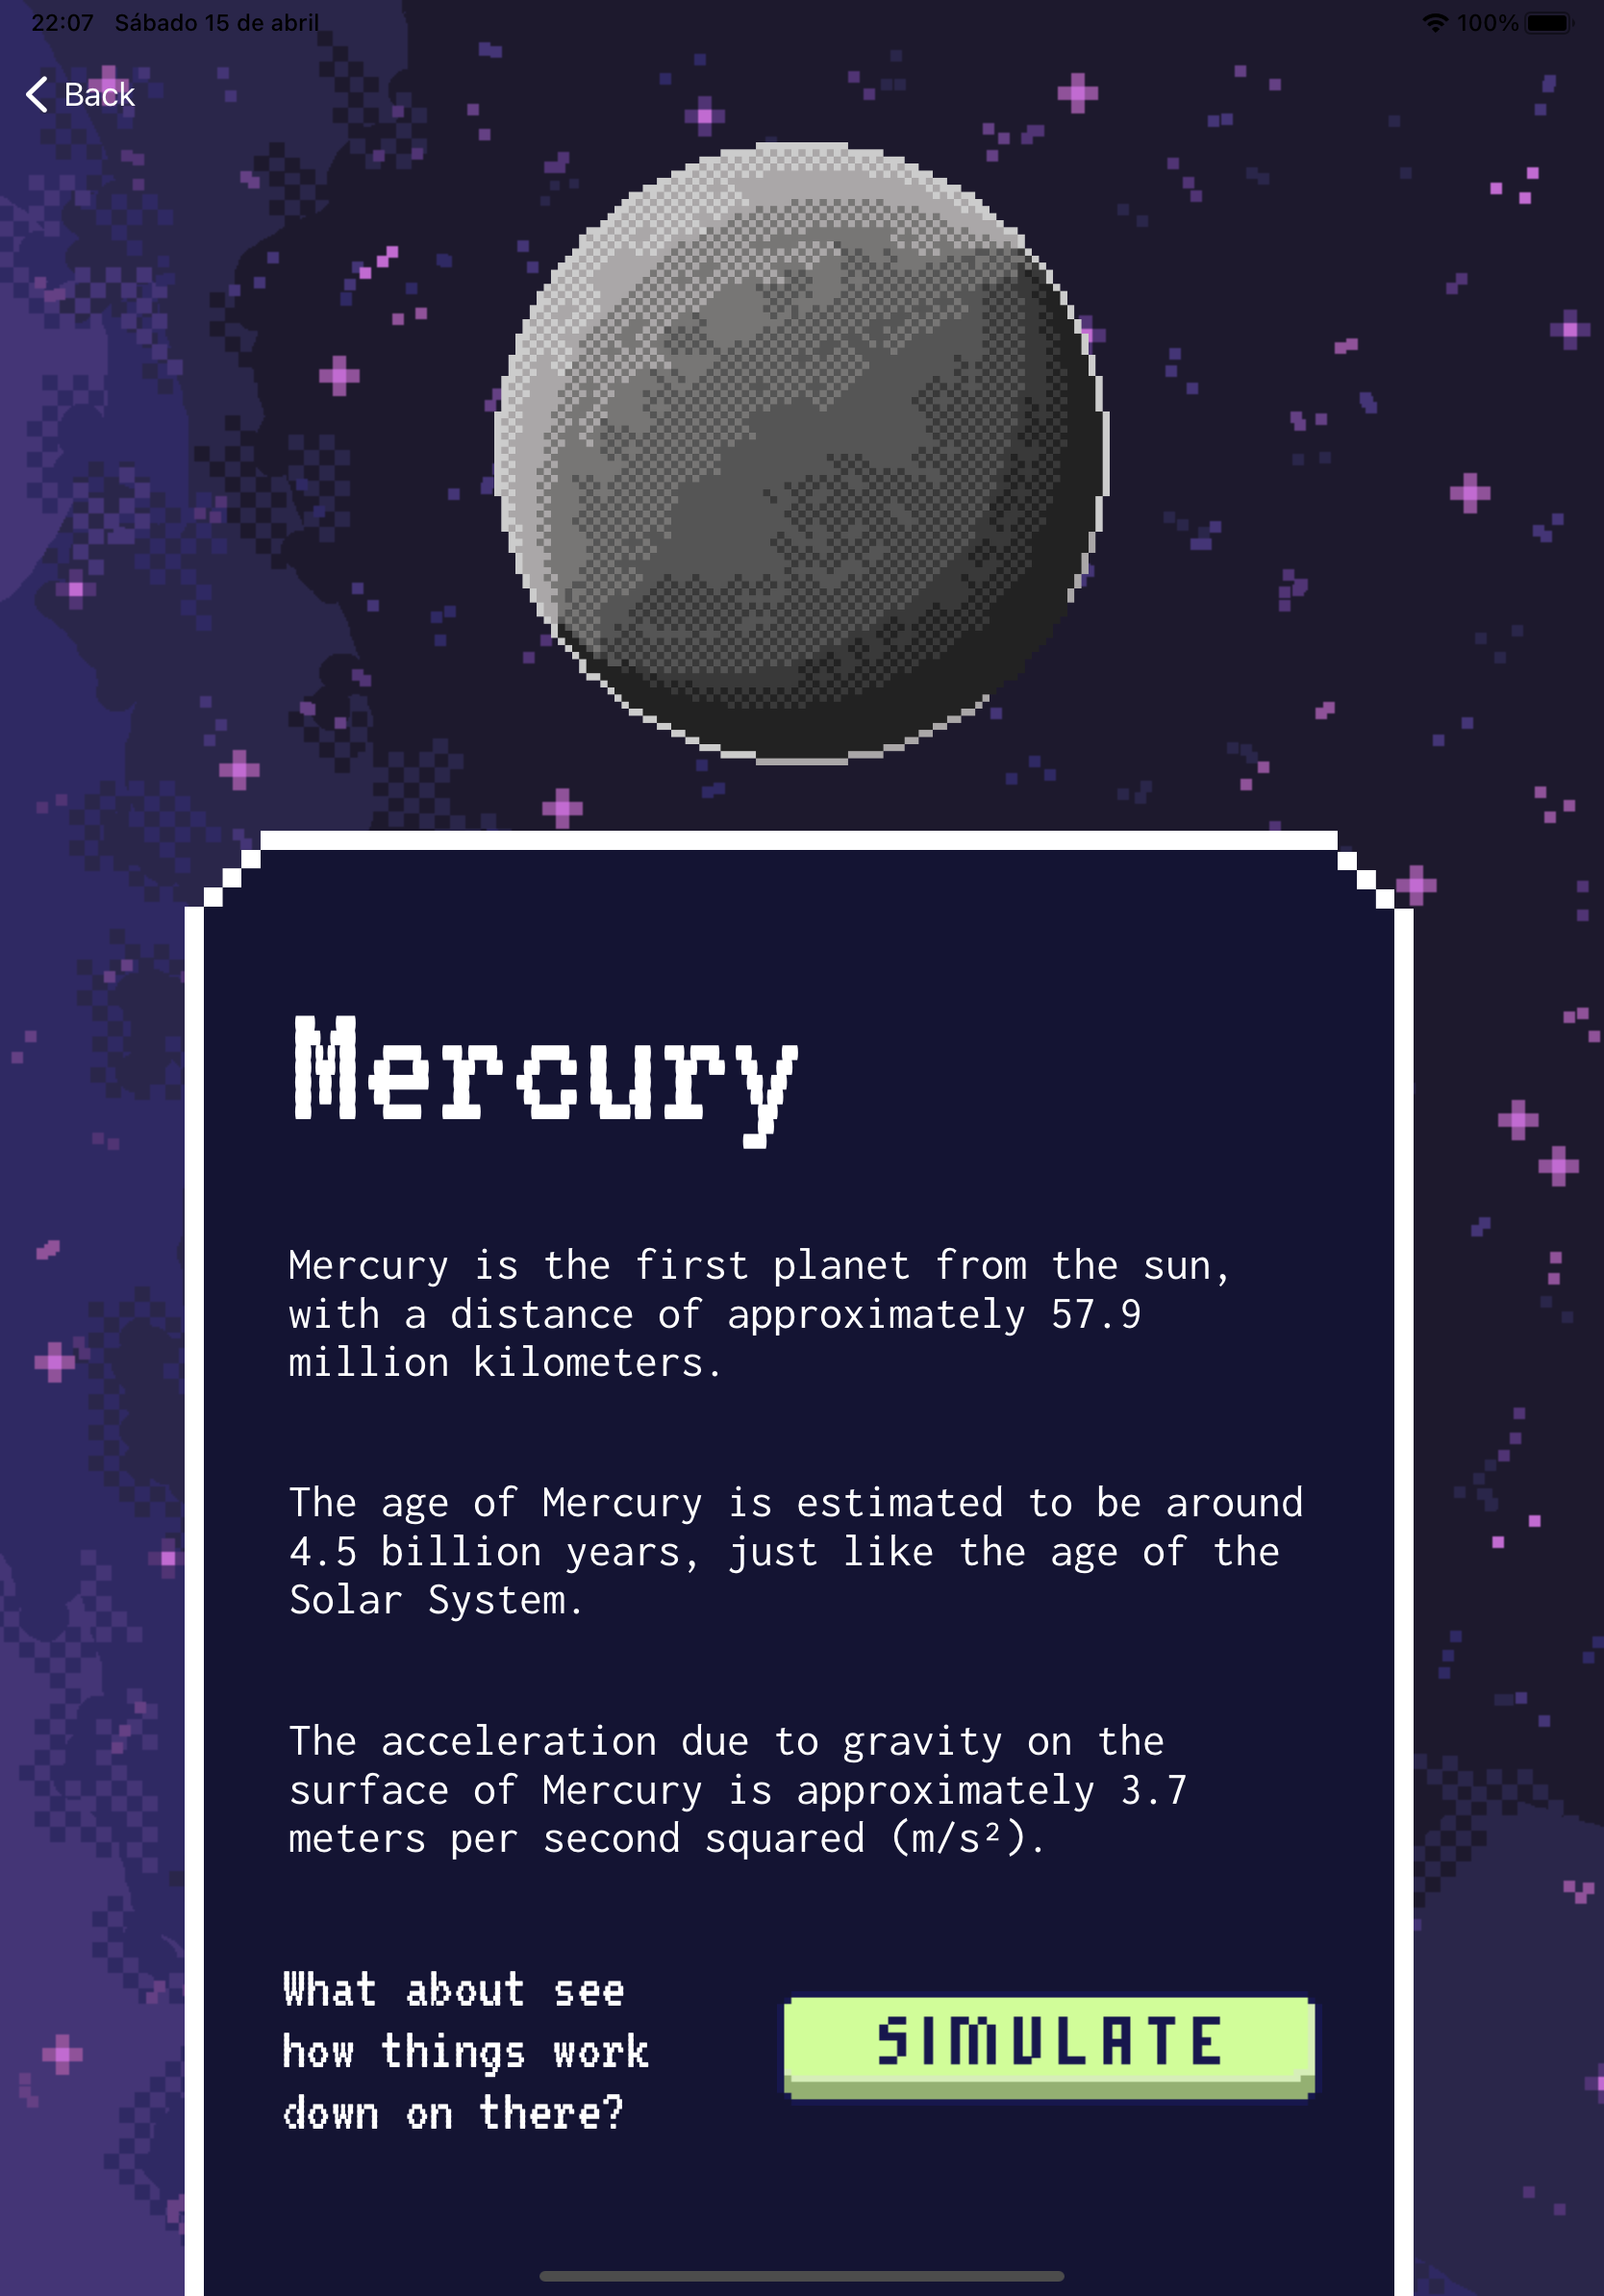 22:07 Sábado 15 de abril 100%
Back
Mercury
Mercury is the first planet from the sun,
with a distance of approximately 57.9
million kilometers.
The age of Mercury is estimated to be around
4.5 billion years, just like the age of the
Solar System.
The acceleration due to gravity on the
surface of Mercury is approximately 3.7
meters per second squared (m/s²).
What about see
how things work
down on there?
SIMULATE